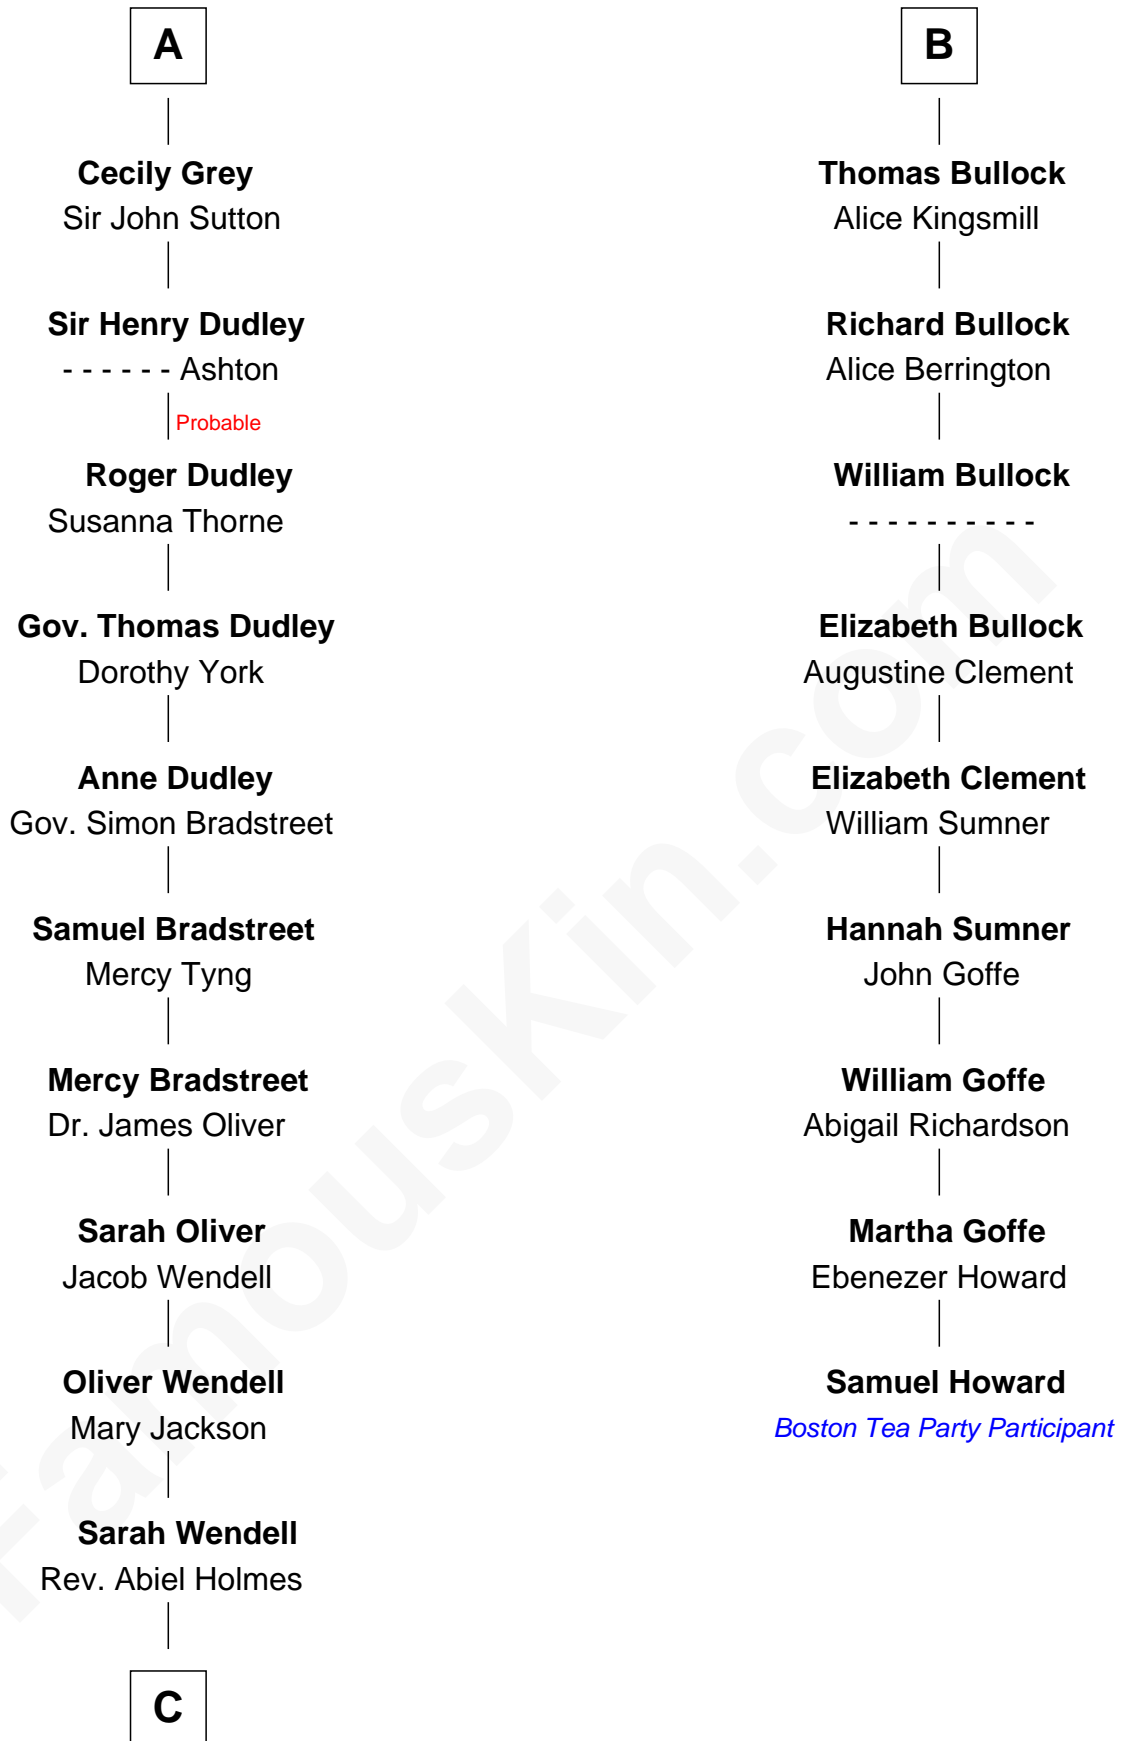 A
Cecily Grey
Sir John Sutton
Sir Henry Dudley
- - - - - - Ashton
Probable
Roger Dudley
Susanna Thorne
Gov. Thomas Dudley
Dorothy York
Anne Dudley
Gov. Simon Bradstreet
Samuel Bradstreet
Mercy Tyng
Mercy Bradstreet
Dr. James Oliver
Sarah Oliver
Jacob Wendell
Oliver Wendell
Mary Jackson
Sarah Wendell
Rev. Abiel Holmes
C
B
Thomas Bullock
Alice Kingsmill
Richard Bullock
Alice Berrington
William Bullock
- - - - - - - - - -
Elizabeth Bullock
Augustine Clement
Elizabeth Clement
William Sumner
Hannah Sumner
John Goffe
William Goffe
Abigail Richardson
Martha Goffe
Ebenezer Howard
Samuel Howard
Boston Tea Party Participant
FamousKin.com